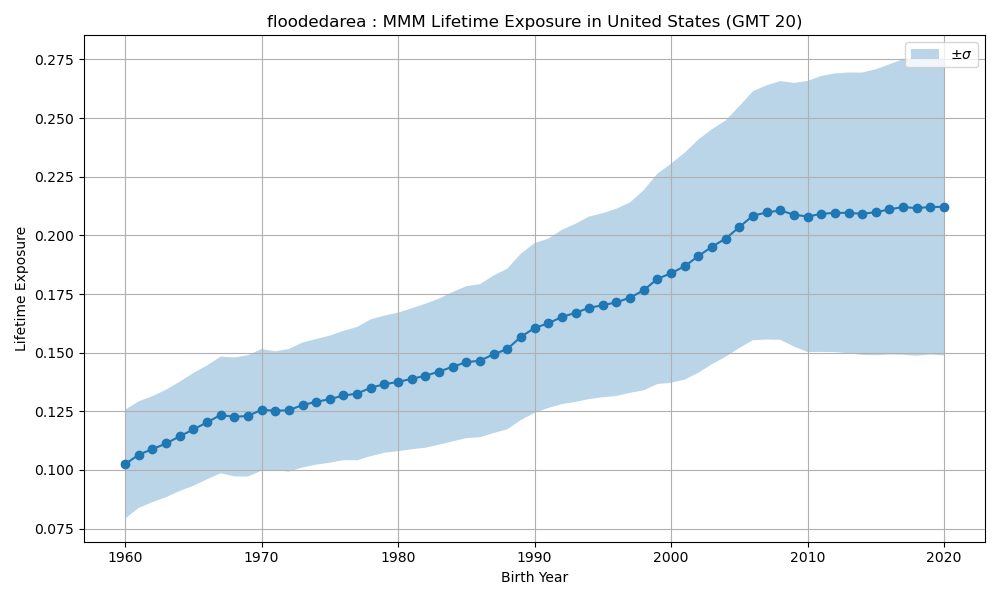 floodedarea : MMM Lifetime Exposure in United States (GMT 20)
±σ
Lifetime Exposure
0.275
0.250
0.225
0.200
0.175
0.150
0.125
0.100
0.075
1960 1970 1980 1990 2000 2010 2020
Birth Year